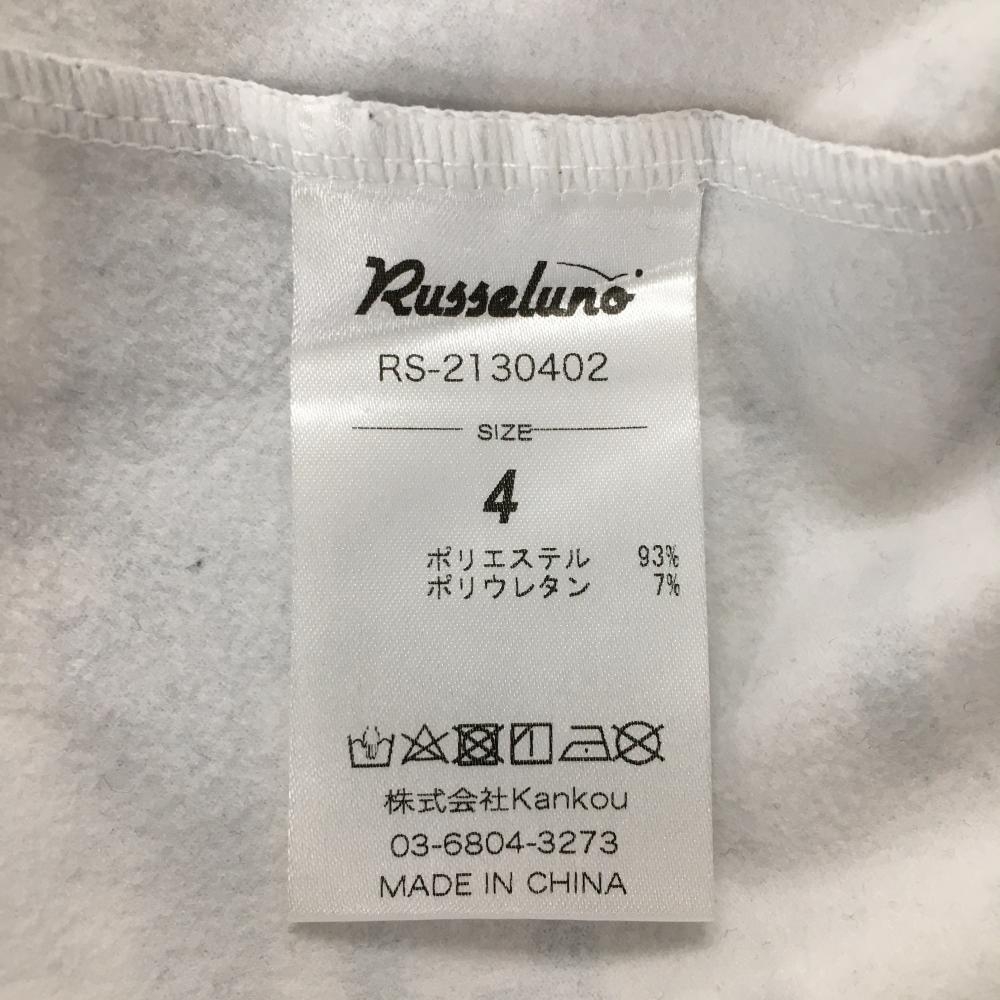 Russeluno
RS-2130402
SIZE
4
ポリエステル 93%
ポリウレタン 7%
株式会社Kankou
03-6804-3273
MADE IN CHINA